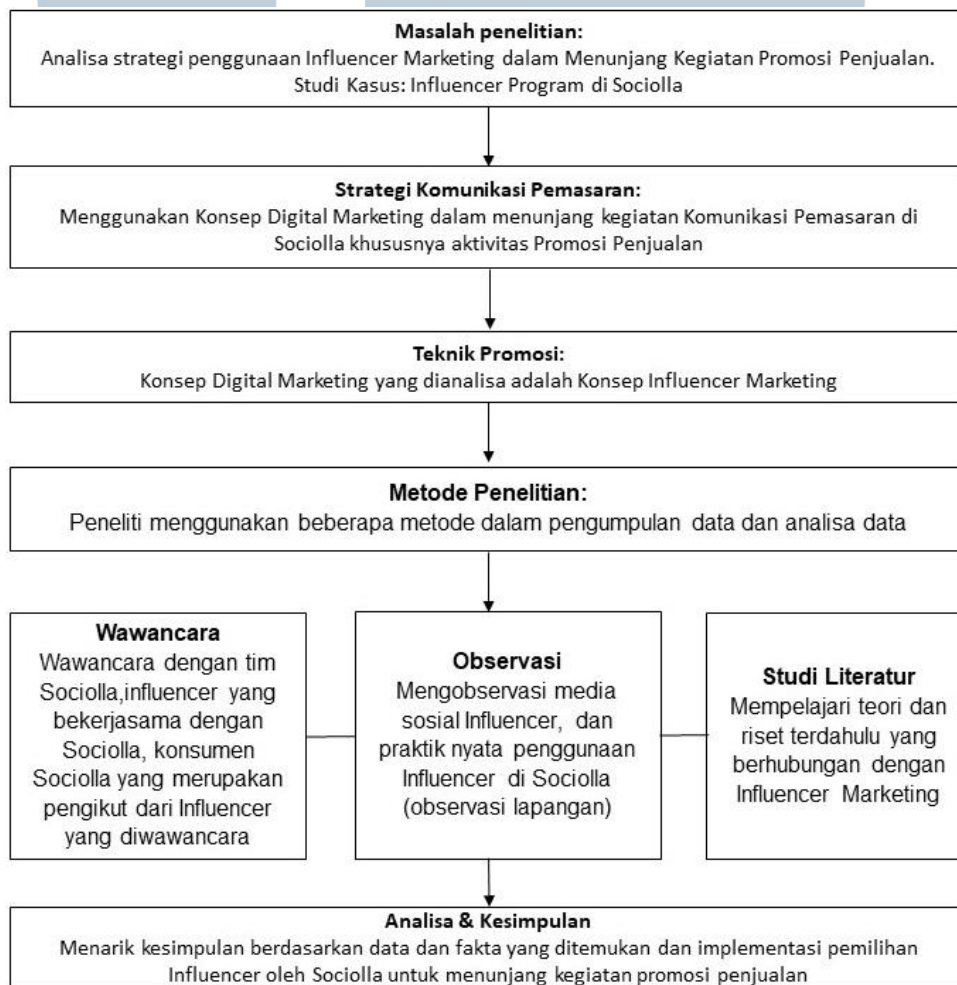 Masalah penelitian:
Analisa strategi penggunaan Influencer Marketing dalam Menunjang Kegiatan Promosi Penjualan.
Studi Kasus: Influencer Program di Sociolla
Strategi Komunikasi Pemasaran:
Menggunakan Konsep Digital Marketing dalam menunjang kegiatan Komunikasi Pemasaran di
Sociolla khususnya aktivitas Promosi Penjualan
Teknik Promosi:
Konsep Digital Marketing yang dianalisa adalah Konsep Influencer Marketing
Metode Penelitian:
Peneliti menggunakan beberapa metode dalam pengumpulan data dan analisa data
Wawancara
Wawancara dengan tim
Sociolla,influencer yang
bekerjasama dengan
Sociolla, konsumen
Sociolla yang merupakan
pengikut dari Influencer
yang diwawancara
Observasi
Mengobservasi media
sosial Influencer, dan
praktik nyata penggunaan
Influencer di Sociolla
(observasi lapangan)
Studi Literatur
Mempelajari teori dan
riset terdahulu yang
berhubungan dengan
Influencer Marketing
Analisa & Kesimpulan
Menarik kesimpulan berdasarkan data dan fakta yang ditemukan dan implementasi pemilihan
Influencer oleh Sociolla untuk menunjang kegiatan promosi penjualan